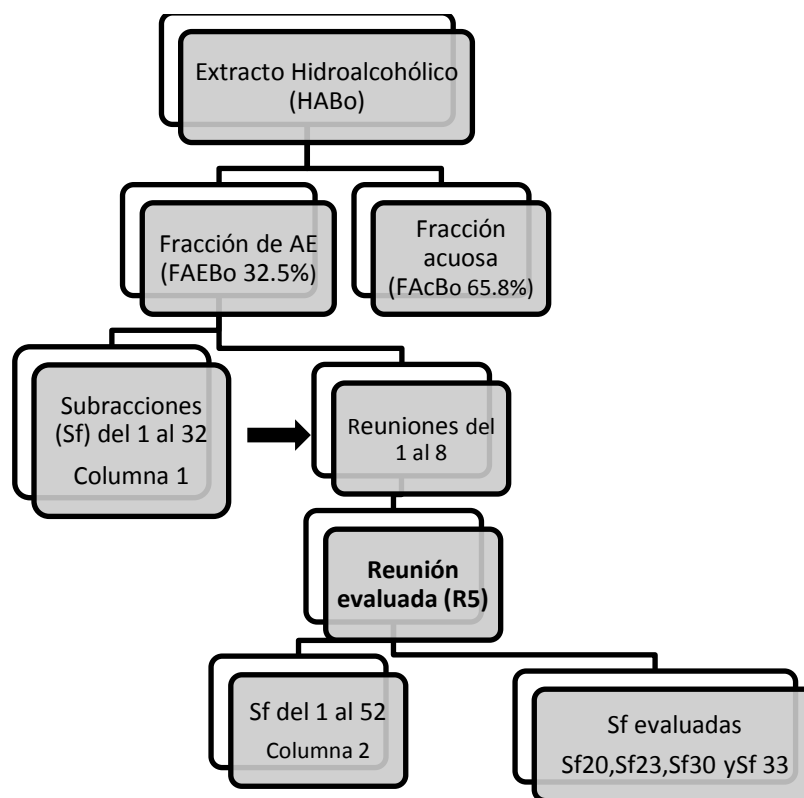 Extracto Hidroalcohólico
(HABo)
Fracción de AE
(FAEBo 32.5%)
Fracción
acuosa
(FAcBo 65.8%)
Subracciones
(Sf) del 1 al 32
Columna 1
Reuniones del
1 al 8
Reunión
evaluada (R5)
Sf del 1 al 52
Columna 2
Sf evaluadas
Sf20,Sf23,Sf30 ySf 33